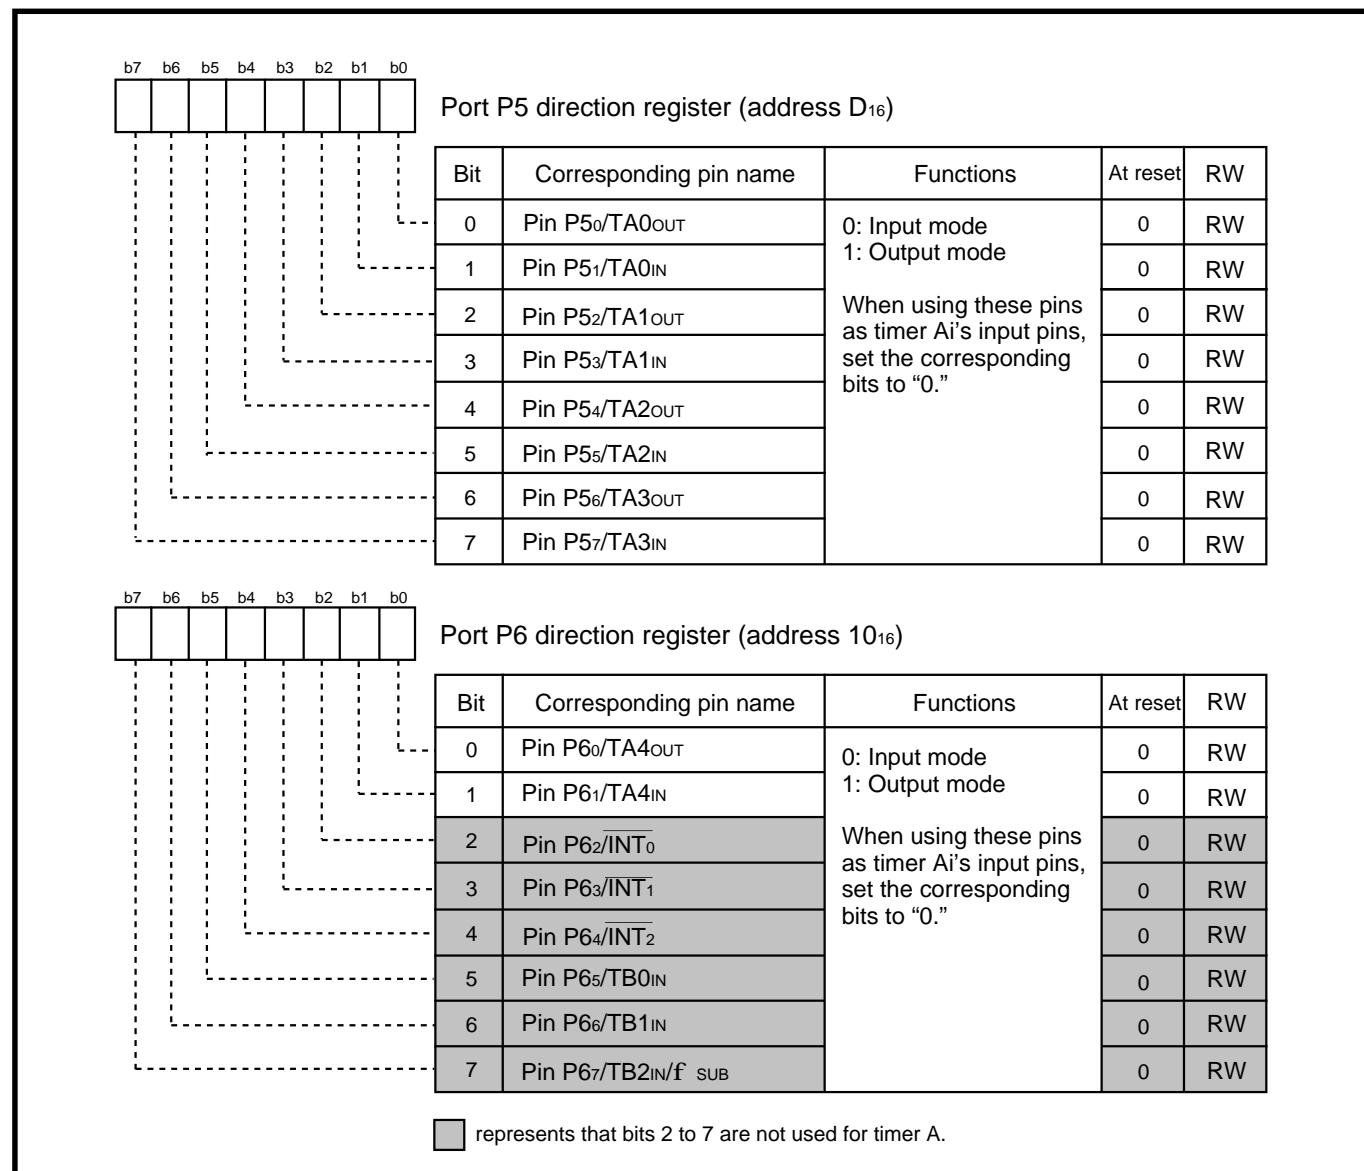 b7 b6 b5 b4 b3 b2 b1 b0
Port P5 direction register (address D16)
Bit Corresponding pin name Functions At reset RW
0 Pin P50/TA0OUT 0 RW
1 Pin P51/TA0IN 0 RW
2 Pin P52/TA1OUT 0 RW
3 Pin P53/TA1IN 0 RW
4 Pin P54/TA2OUT 0 RW
5 Pin P55/TA2IN 0 RW
6 Pin P56/TA3OUT 0 RW
7 Pin P57/TA3IN 0 RW
0: Input mode
1: Output mode
When using these pins
as timer Ai’s input pins,
set the corresponding
bits to “0.”
b7 b6 b5 b4 b3 b2 b1 b0
Port P6 direction register (address 1016)
Bit Corresponding pin name Functions At reset RW
0 Pin P60/TA4OUT 0 RW
1 Pin P61/TA4IN 0 RW
2 Pin P62/INT0 0 RW
3 Pin P63/INT1 0 RW
4 Pin P64/INT2 0 RW
5 Pin P65/TB0IN 0 RW
6 Pin P66/TB1IN 0 RW
7 Pin P67/TB2IN/f SUB 0 RW
0: Input mode
1: Output mode
When using these pins
as timer Ai’s input pins,
set the corresponding
bits to “0.”
represents that bits 2 to 7 are not used for timer A.